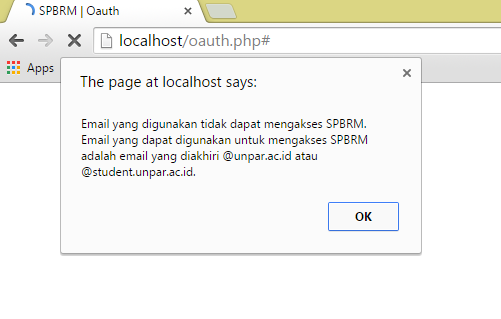 SPBRM | Oauth
localhost/oauth.php#
Apps
The page at localhost says:
Email yang digunakan tidak dapat mengakses SPBRM.
Email yang dapat digunakan untuk mengakses SPBRM
adalah email yang diakhiri @unpar.ac.id atau
@student.unpar.ac.id.
OK